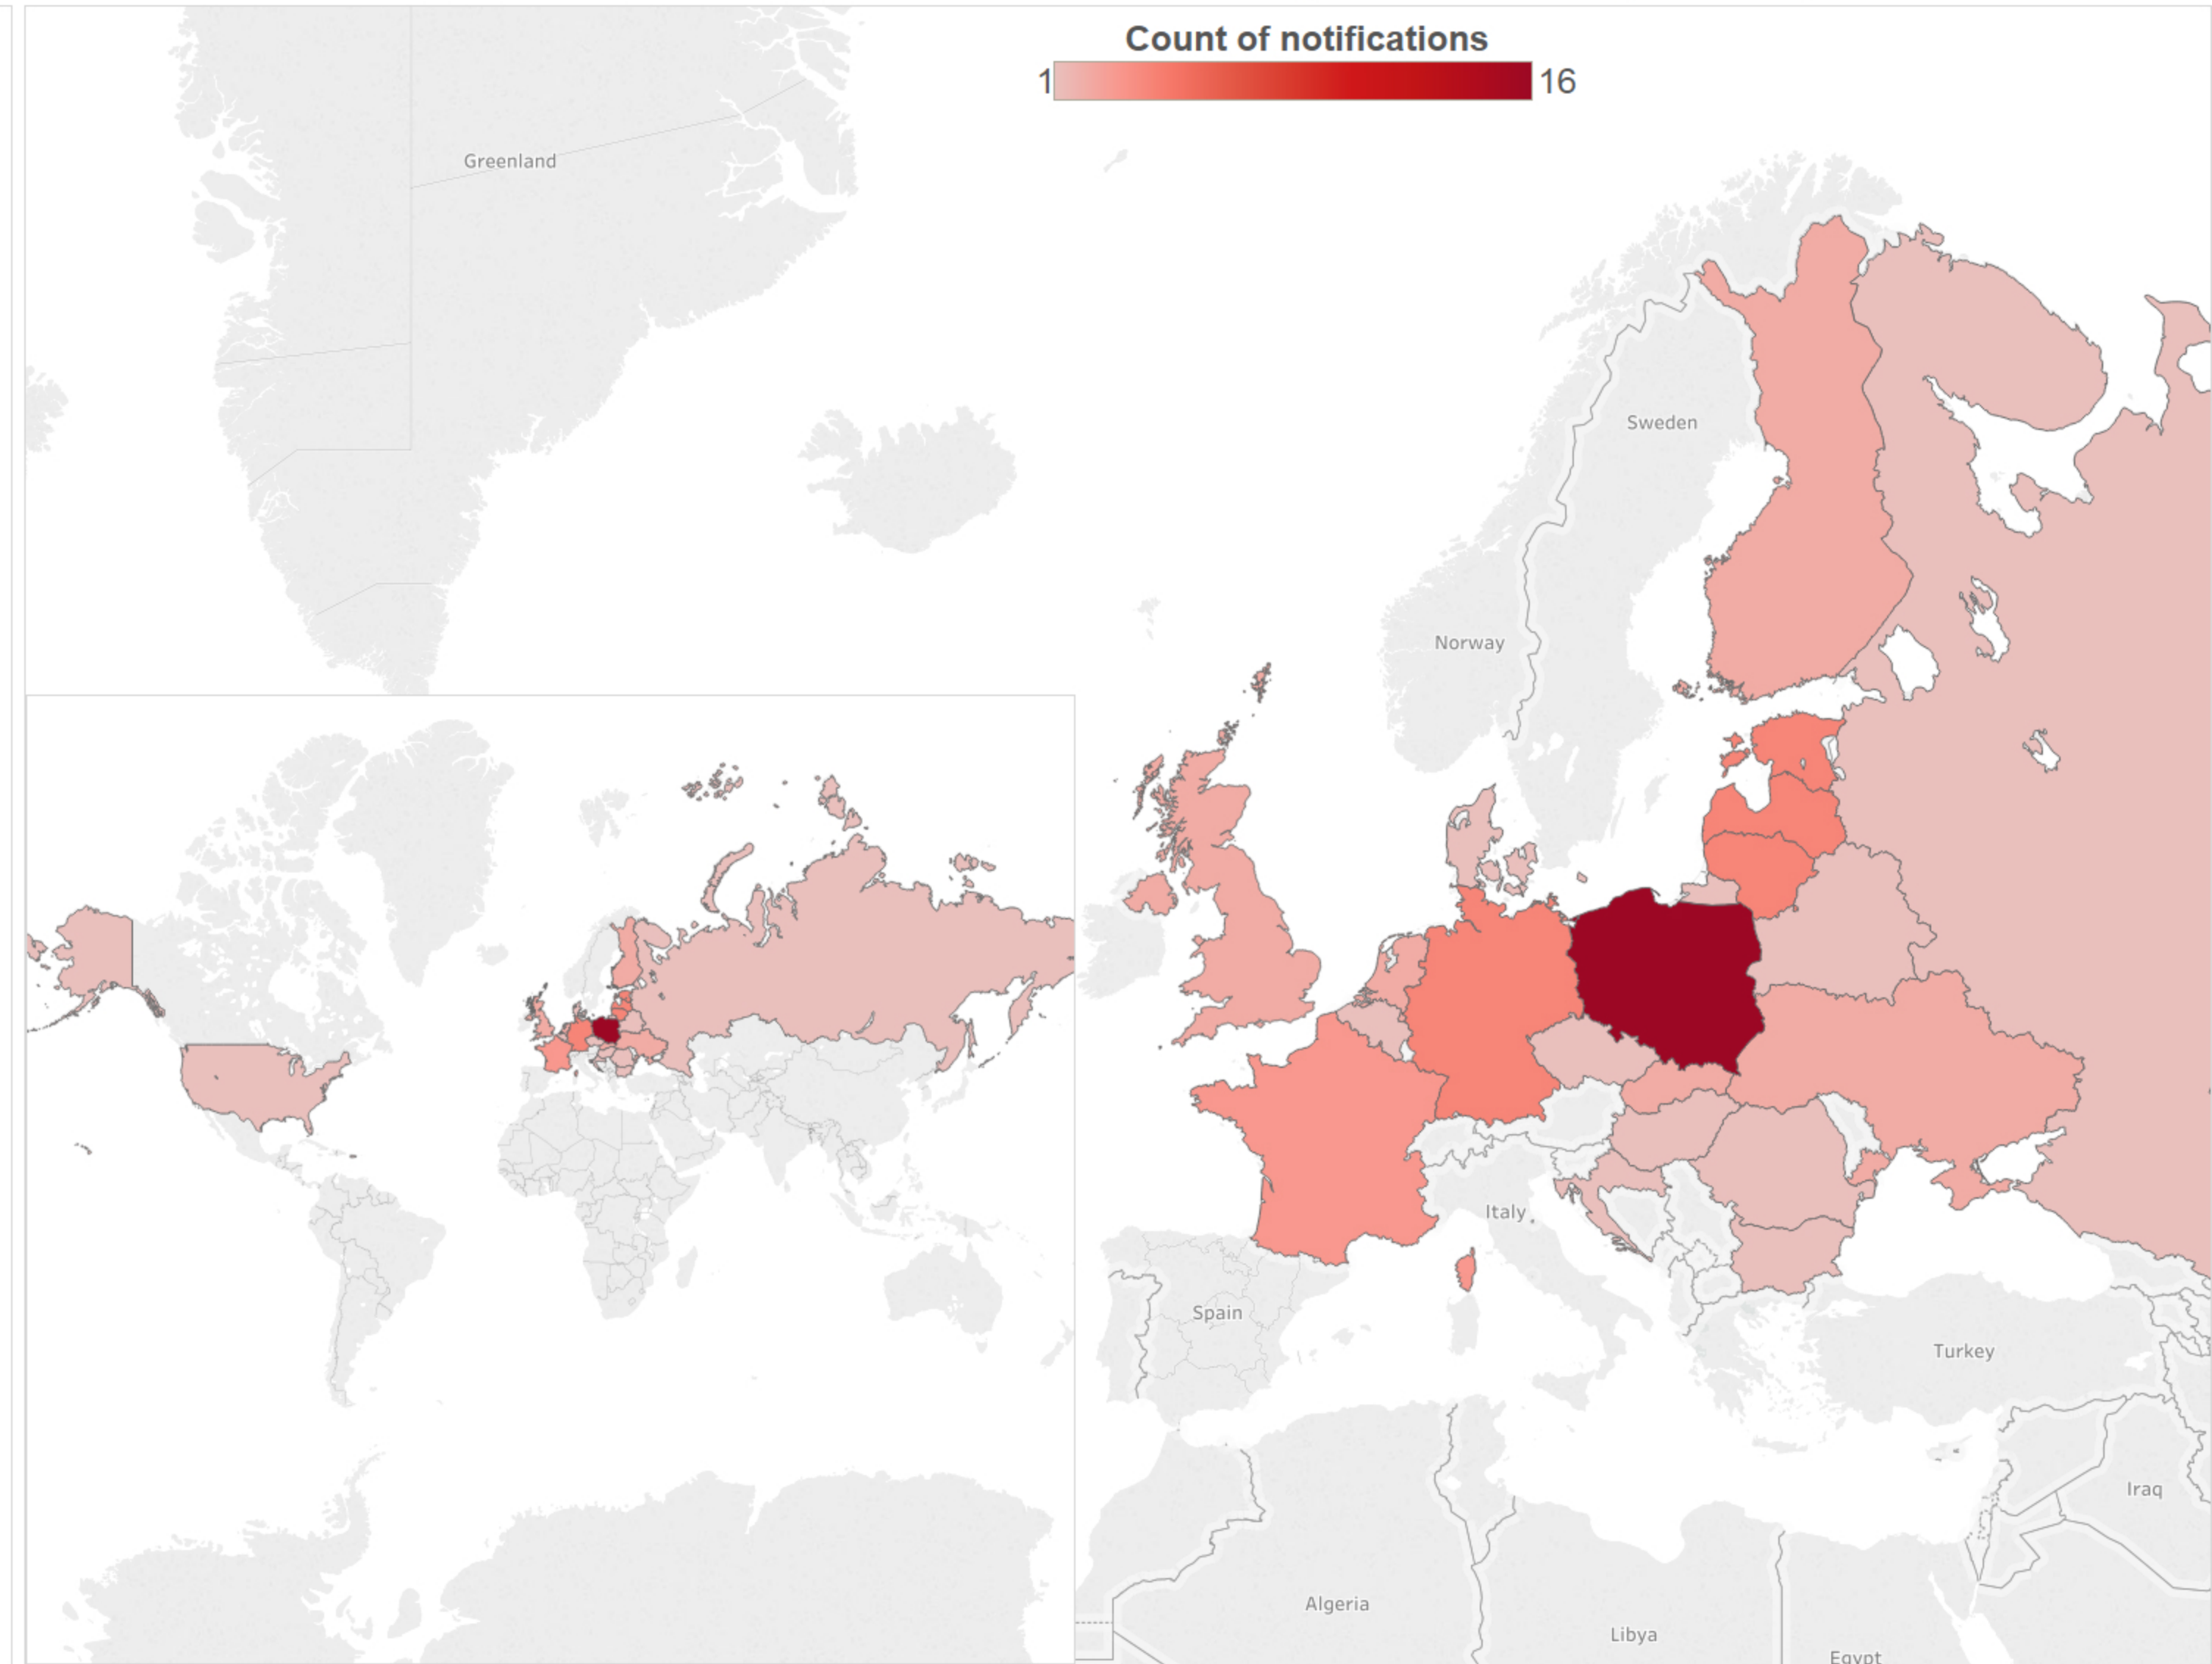 Count of notifications
1 16
Greenland
Sweden
Norway
Italy
Spain
Turkey
Iraq
Algeria
Libya
Egypt